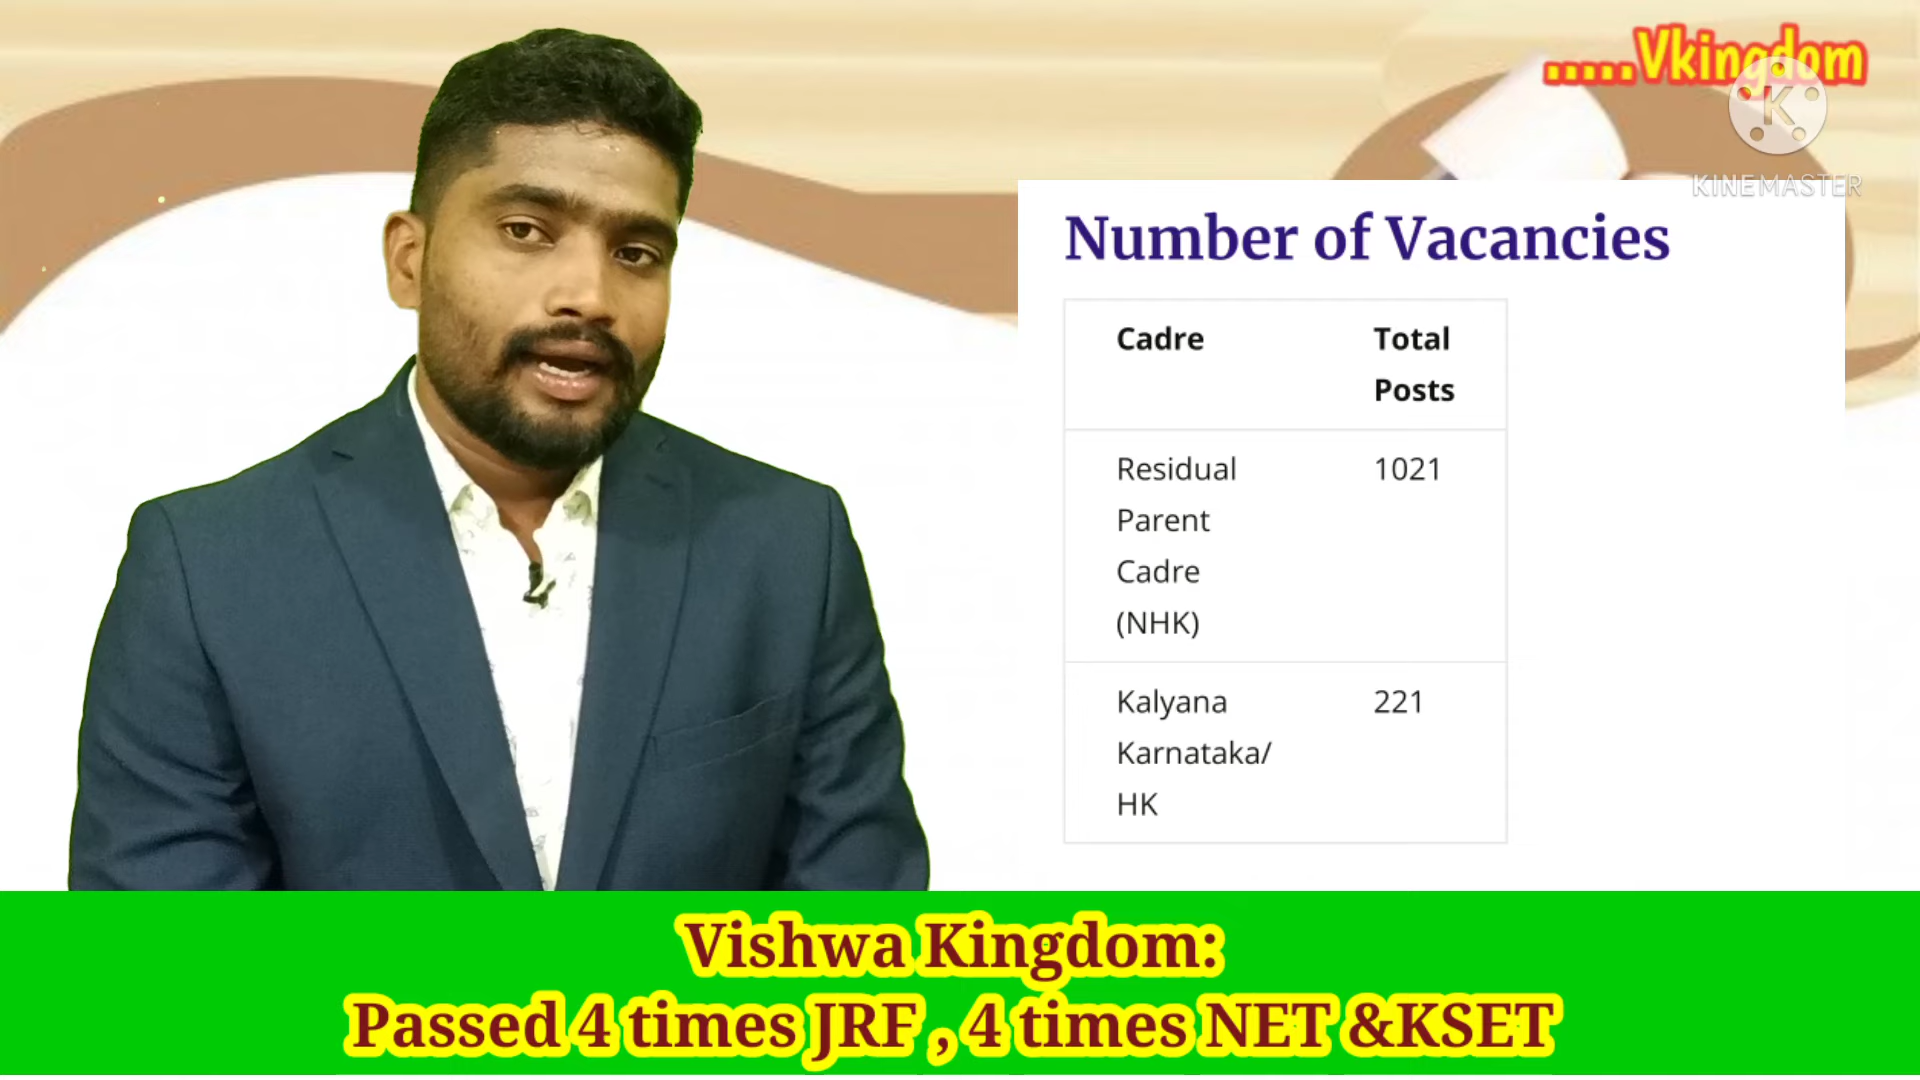 .....Vkingdom
K
KINEMASTER
Number of Vacancies
Cadre
Total
Posts
Residual
Parent
Cadre
(NHK)
1021
Kalyana
Karnataka/
HK
221
Vishwa Kingdom:
Passed 4 times JRF , 4 times NET &KSET